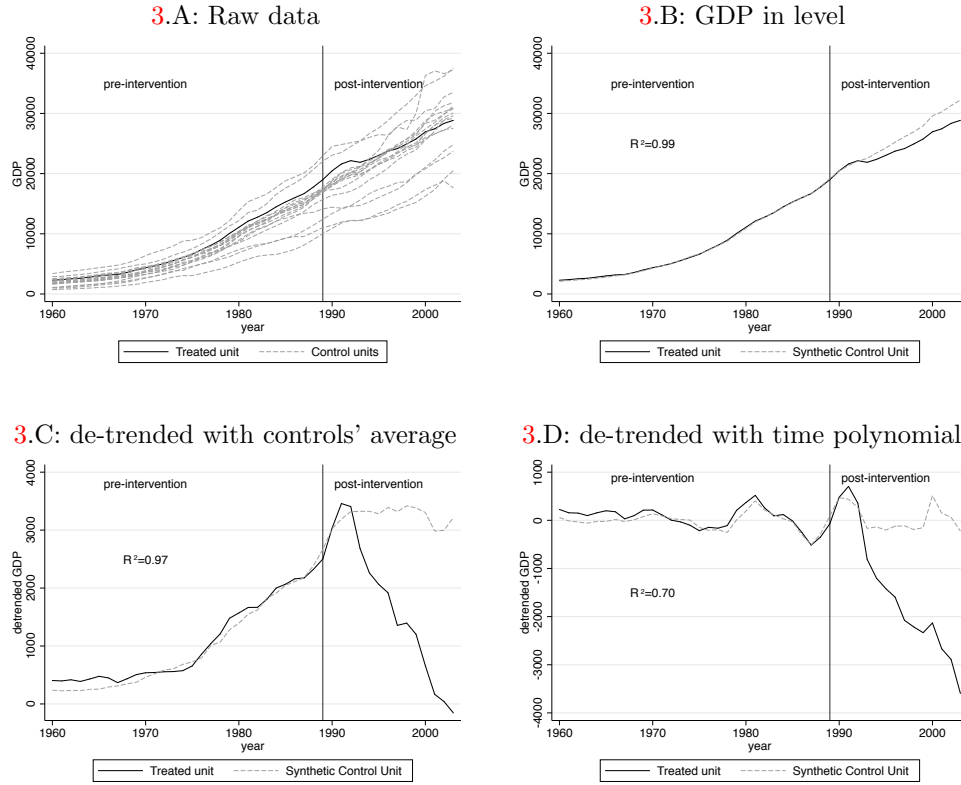 3.A: Raw data
40000
30000
20000
10000
0
GDP
pre-intervention
post-intervention
1960 1970 1980 1990 2000
year
Treated unit Control units
3.B: GDP in level
40000
30000
20000
10000
0
GDP
pre-intervention
post-intervention
R²=0.99
1960 1970 1980 1990 2000
year
Treated unit Synthetic Control Unit
3.C: de-trended with controls' average
4000
3000
2000
1000
0
detrended GDP
pre-intervention
post-intervention
R²=0.97
1960 1970 1980 1990 2000
year
Treated unit Synthetic Control Unit
3.D: de-trended with time polynomial
1000
0
-1000
-2000
-3000
-4000
detrended GDP
pre-intervention
post-intervention
R²=0.70
1960 1970 1980 1990 2000
year
Treated unit Synthetic Control Unit